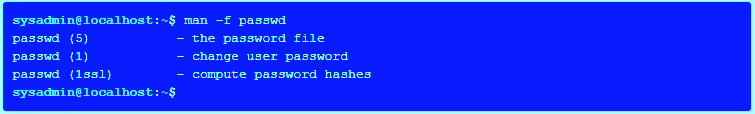 sysadmin@localhost:~$ man -f passwd
passwd (5) - the password file
passwd (1) - change user password
passwd (1ssl) - compute password hashes
sysadmin@localhost:~$